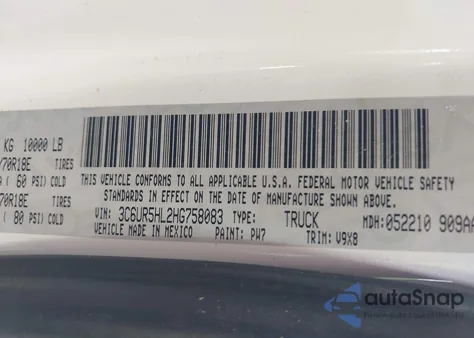 KG 10000 LB
/70R18E TIRES
( 60 PSI) COLD
70R18E TIRES
( 80 PSI) COLD
THIS VEHICLE CONFORMS TO ALL APPLICABLE U.S.A. FEDERAL MOTOR VEHICLE SAFETY
STANDARDS IN EFFECT ON THE DATE OF MANUFACTURE SHOWN ABOVE
VIN: 3C6UR5HL2HG758083 TYPE: TRUCK MDH: 052210 909AA
VEHICLE MADE IN MEXICO PAINT: PW7 TRIM: V9X8
autoSnap